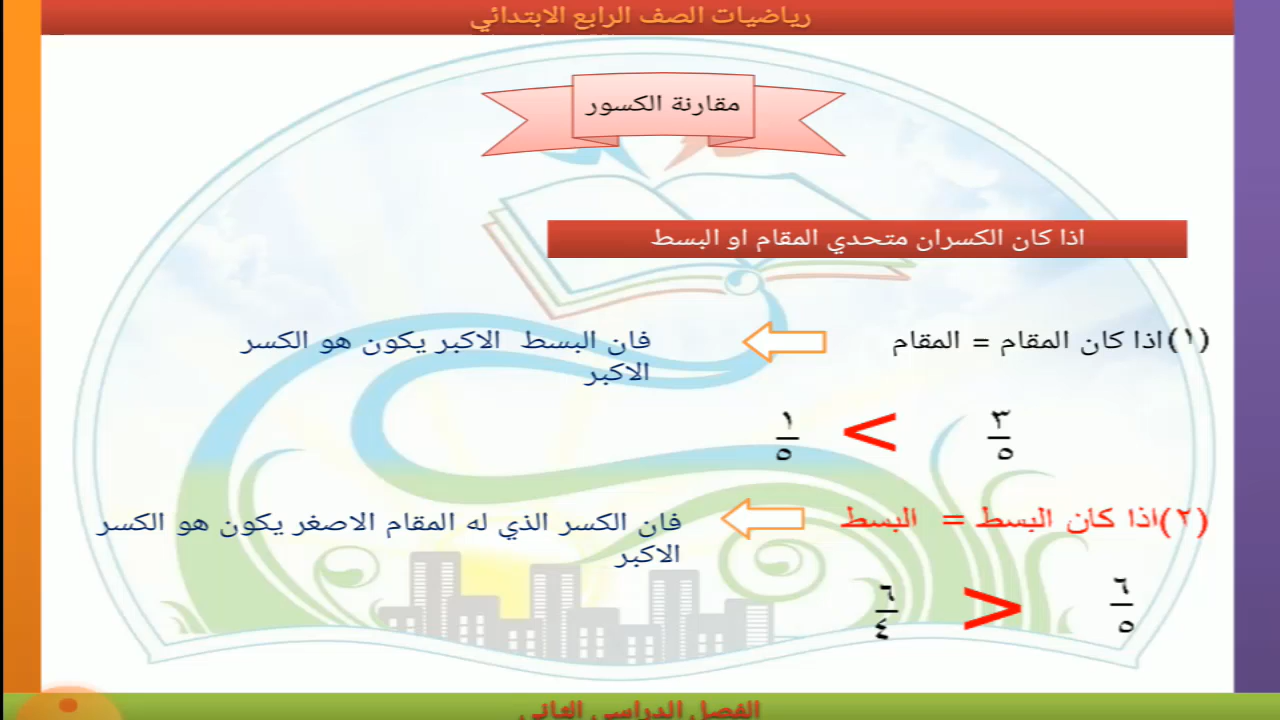 رياضيات الصف الرابع الابتدائي
مقارنة الكسور
اذا كان الكسران متحدي المقام او البسط
(١)اذا كان المقام = المقام
فان البسط الاكبر يكون هو الكسر
الاكبر
٣/٥ < ١/٥
(٢)اذا كان البسط = البسط
فان الكسر الذي له المقام الاصغر يكون هو الكسر
الاكبر
٦/٥ > ٦/٤
الفصل الدراسي الثاني